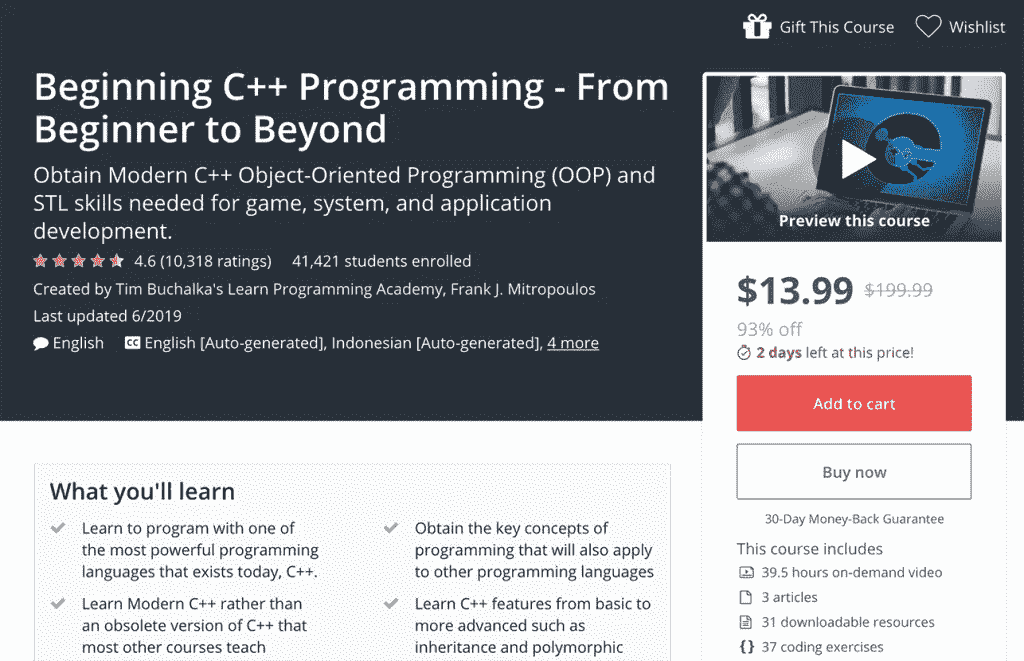 Gift This Course
Wishlist
Beginning C++ Programming - From
Beginner to Beyond
Obtain Modern C++ Object-Oriented Programming (OOP) and
STL skills needed for game, system, and application
development.
4.6 (10,318 ratings) 41,421 students enrolled
Created by Tim Buchalka's Learn Programming Academy, Frank J. Mitropoulos
Last updated 6/2019
English CC English [Auto-generated], Indonesian [Auto-generated], 4 more
Preview this course
$13.99 $199.99
93% off
2 days left at this price!
Add to cart
Buy now
30-Day Money-Back Guarantee
This course includes
39.5 hours on-demand video
3 articles
31 downloadable resources
{} 37 coding exercises
What you'll learn
Learn to program with one of
the most powerful programming
languages that exists today, C++.
Obtain the key concepts of
programming that will also apply
to other programming languages
Learn Modern C++ rather than
an obsolete version of C++ that
most other courses teach
Learn C++ features from basic to
more advanced such as
inheritance and polymorphic